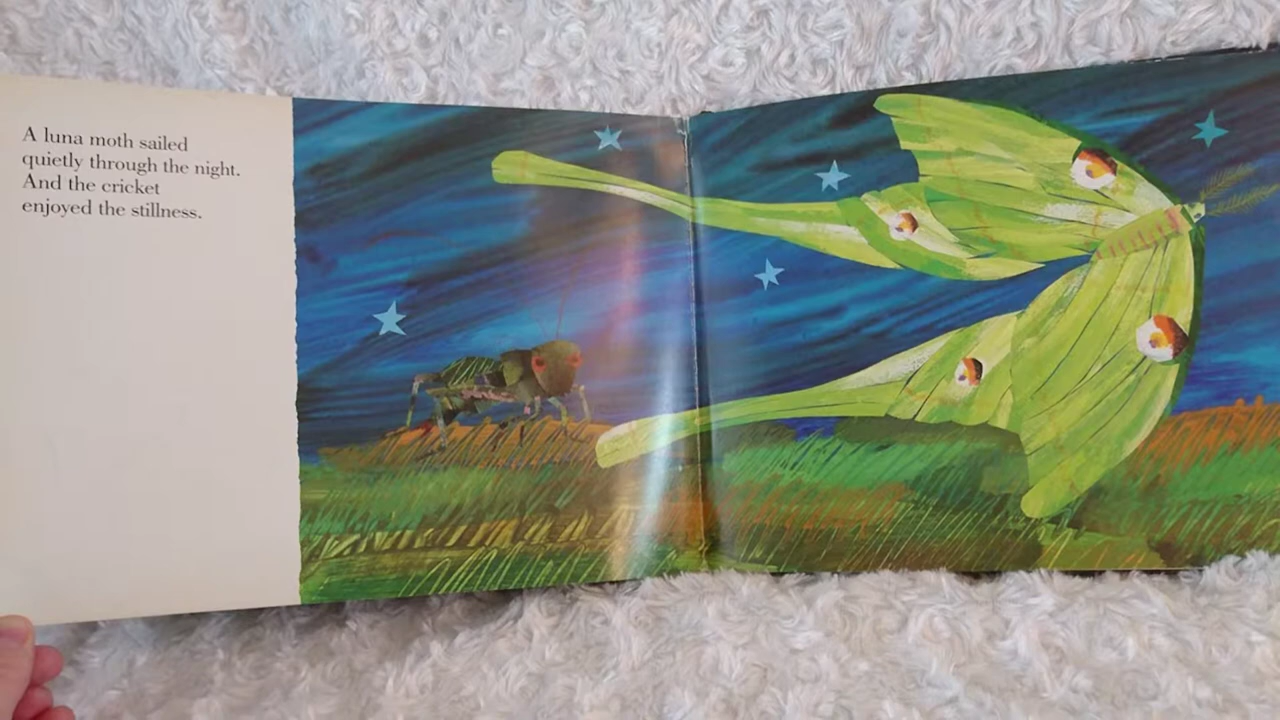 A luna moth sailed
quietly through the night.
And the cricket
enjoyed the stillness.